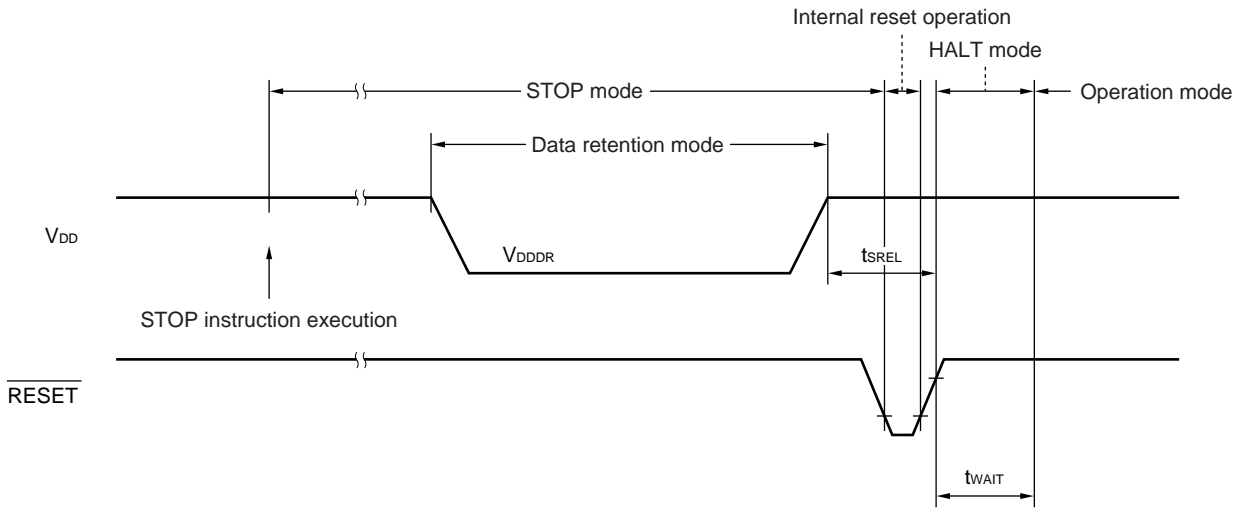 Internal reset operation
HALT mode
STOP mode
Operation mode
Data retention mode
VDD
VDDDR
tSREL
STOP instruction execution
RESET
tWAIT